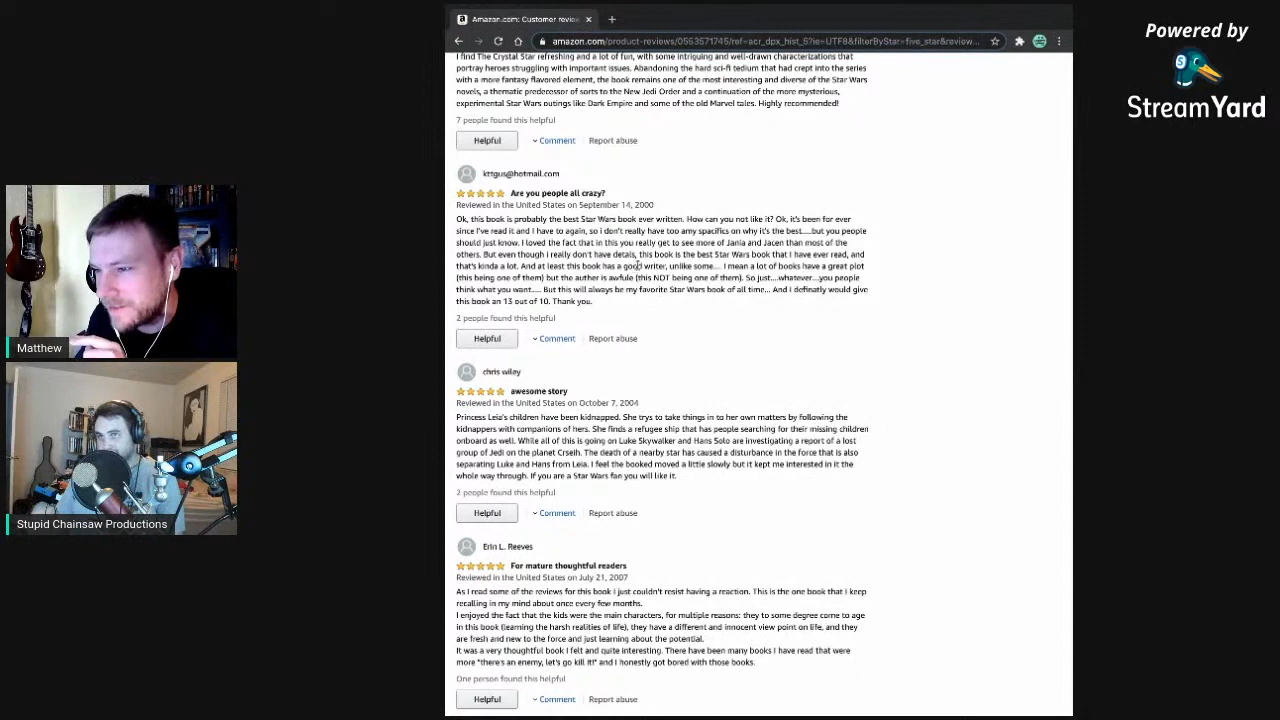 Amazon.com: Customer review
amazon.com/product-reviews/0553571745/ref=acr_dpx_hist_5?ie=UTF8&filterByStar=five_star&review...
Powered by
StreamYard
I find The Crystal Star refreshing and a lot of fun, with some intriguing and well-drawn characterizations that
portray heroes struggling with important issues. Abandoning the hard sci-fi tedium that had crept into the series
with a more fantasy flavored element, the book remains one of the most interesting and diverse of the Star Wars
novels, a thematic predecessor of sorts to the New Jedi Order and a continuation of the more mysterious,
experimental Star Wars outings like Dark Empire and some of the old Marvel tales. Highly recommended!
7 people found this helpful
Helpful Comment Report abuse
kttgus@hotmail.com
Are you people all crazy?
Reviewed in the United States on September 14, 2000
Ok, this book is probably the best Star Wars book ever written. How can you not like it? Ok, it's been for ever
since I've read it and I have to again, so i don't really have too amy spacifics on why it's the best.....but you people
should just know. I loved the fact that in this you really get to see more of Jania and Jacen than most of the
others. But even though i really don't have detals, this book is the best Star Wars book that I have ever read, and
that's kinda a lot. And at least this book has a good writer, unlike some.... I mean a lot of books have a great plot
(this being one of them) but the author is awfule (this NOT being one of them). So just....whatever...you people
think what you want..... But this will always be my favorite Star Wars book of all time... And I definatly would give
this book an 13 out of 10. Thank you.
2 people found this helpful
Helpful Comment Report abuse
chris wiley
awesome story
Reviewed in the United States on October 7, 2004
Princess Leia's children have been kidnapped. She trys to take things in to her own matters by following the
kidnappers with companions of hers. She finds a refugee ship that has people searching for their missing children
onboard as well. While all of this is going on Luke Skywalker and Hans Solo are investigating a report of a lost
group of Jedi on the planet Crseih. The death of a nearby star has caused a disturbance in the force that is also
separating Luke and Hans from Leia. I feel the booked moved a little slowly but it kept me interested in it the
whole way through. If you are a Star Wars fan you will like it.
2 people found this helpful
Helpful Comment Report abuse
Erin L. Reeves
For mature thoughtful readers
Reviewed in the United States on July 21, 2007
As I read some of the reviews for this book I just couldn't resist having a reaction. This is the one book that I keep
recalling in my mind about once every few months.
I enjoyed the fact that the kids were the main characters, for multiple reasons: they to some degree come to age
in this book (learning the harsh realities of life), they have a different and innocent view point on life, and they
are fresh and new to the force and just learning about the potential.
It was a very thoughtful book I felt and quite interesting. There have been many books I have read that were
more "there's an enemy, let's go kill it!" and I honestly got bored with those books.
One person found this helpful
Helpful Comment Report abuse
Matthew
Stupid Chainsaw Productions